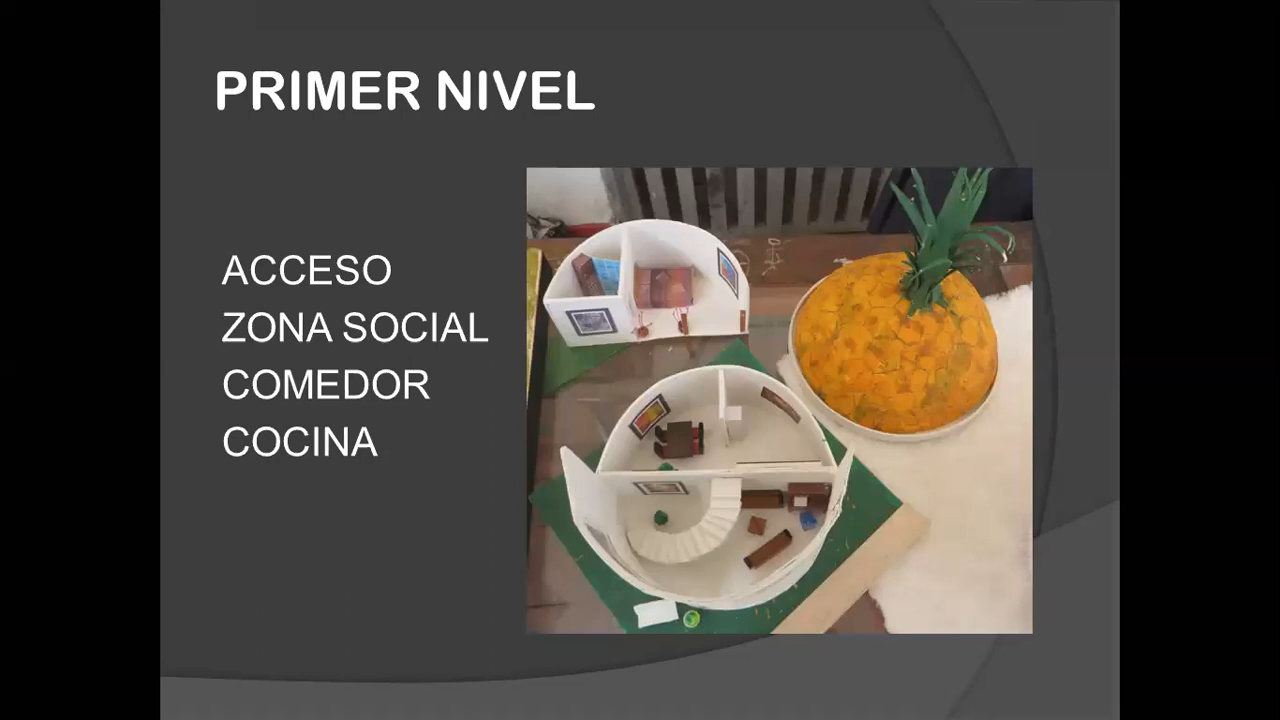 PRIMER NIVEL
ACCESO
ZONA SOCIAL
COMEDOR
COCINA